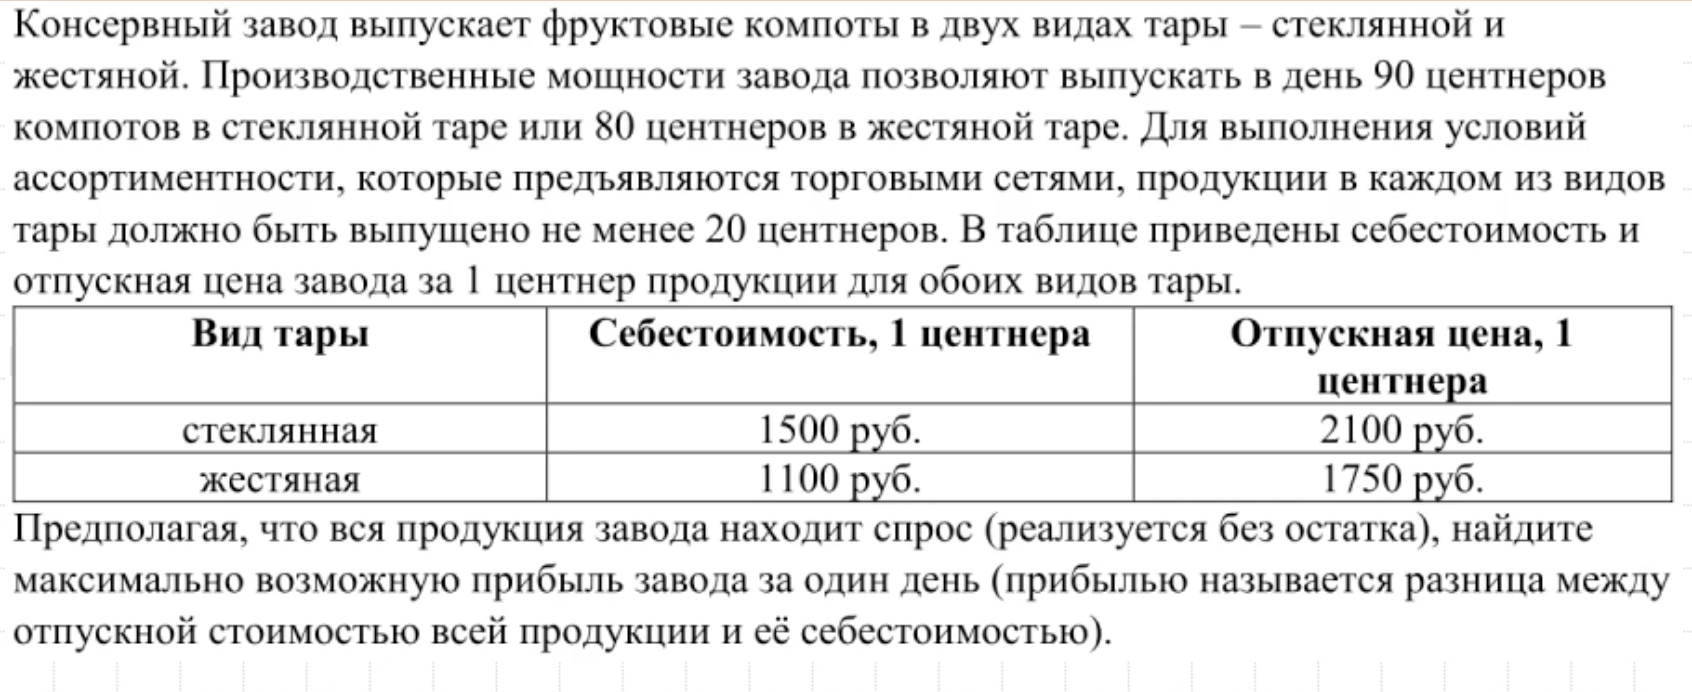 Консервный завод выпускает фруктовые компоты в двух видах тары – стеклянной и
жестяной. Производственные мощности завода позволяют выпускать в день 90 центнеров
компотов в стеклянной таре или 80 центнеров в жестяной таре. Для выполнения условий
ассортиментности, которые предъявляются торговыми сетями, продукции в каждом из видов
тары должно быть выпущено не менее 20 центнеров. В таблице приведены себестоимость и
отпускная цена завода за 1 центнер продукции для обоих видов тары.
Вид тары Себестоимость, 1 центнера Отпускная цена, 1
центнера
стеклянная 1500 руб. 2100 руб.
жестяная 1100 руб. 1750 руб.
Предполагая, что вся продукция завода находит спрос (реализуется без остатка), найдите
максимально возможную прибыль завода за один день (прибылью называется разница между
отпускной стоимостью всей продукции и её себестоимостью).